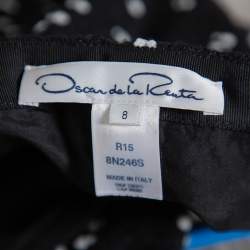 Oscar de la Renta
8
R15
8N246S
MADE IN ITALY